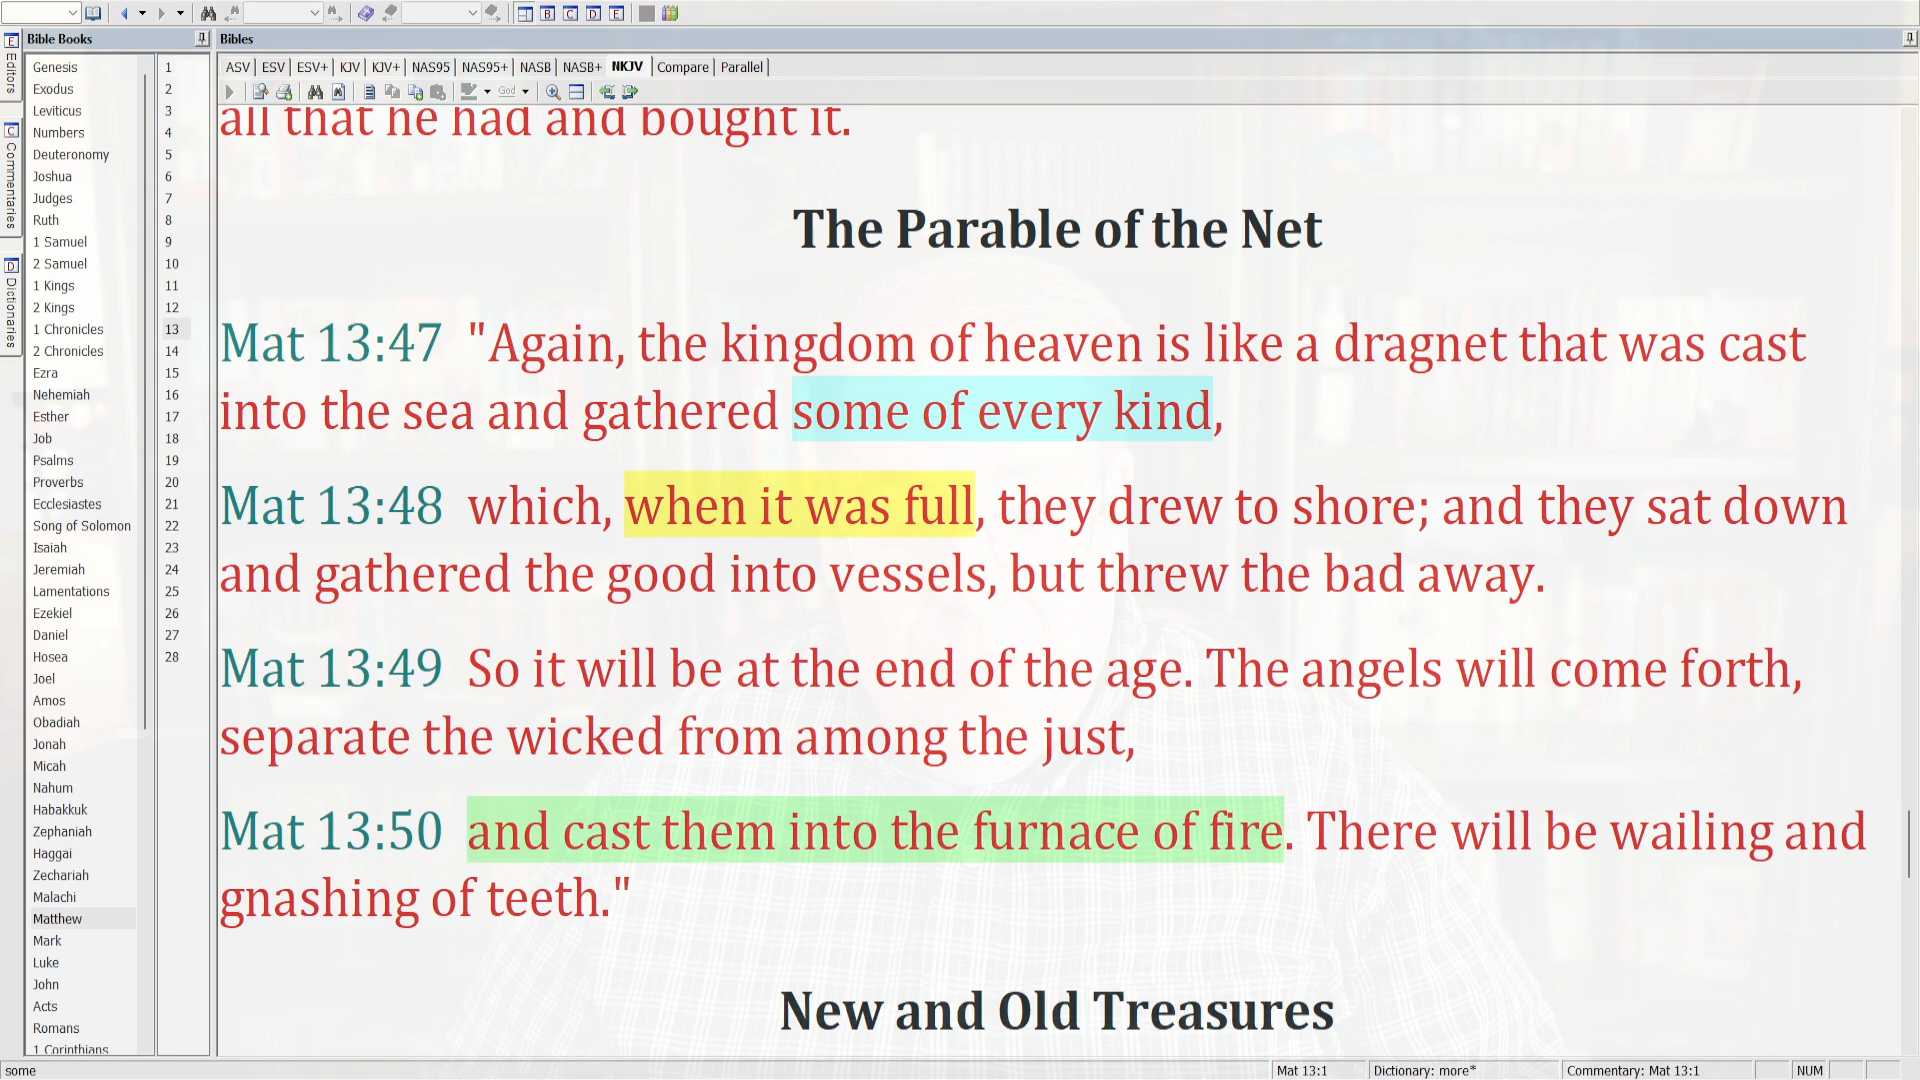 Bible Books
Bibles
E Editors
C Commentaries
D Dictionaries
ASV ESV ESV+ KJV KJV+ NAS95 NAS95+ NASB NASB+ NKJV Compare Parallel
B C D E
God
Genesis
Exodus
Leviticus
Numbers
Deuteronomy
Joshua
Judges
Ruth
1 Samuel
2 Samuel
1 Kings
2 Kings
1 Chronicles
2 Chronicles
Ezra
Nehemiah
Esther
Job
Psalms
Proverbs
Ecclesiastes
Song of Solomon
Isaiah
Jeremiah
Lamentations
Ezekiel
Daniel
Hosea
Joel
Amos
Obadiah
Jonah
Micah
Nahum
Habakkuk
Zephaniah
Haggai
Zechariah
Malachi
Matthew
Mark
Luke
John
Acts
Romans
1 Corinthians
1
2
3
4
5
6
7
8
9
10
11
12
13
14
15
16
17
18
19
20
21
22
23
24
25
26
27
28
all that he had and bought it.
The Parable of the Net
Mat 13:47 "Again, the kingdom of heaven is like a dragnet that was cast
into the sea and gathered some of every kind,
Mat 13:48 which, when it was full, they drew to shore; and they sat down
and gathered the good into vessels, but threw the bad away.
Mat 13:49 So it will be at the end of the age. The angels will come forth,
separate the wicked from among the just,
Mat 13:50 and cast them into the furnace of fire. There will be wailing and
gnashing of teeth."
New and Old Treasures
some
Mat 13:1
Dictionary: more*
Commentary: Mat 13:1
NUM